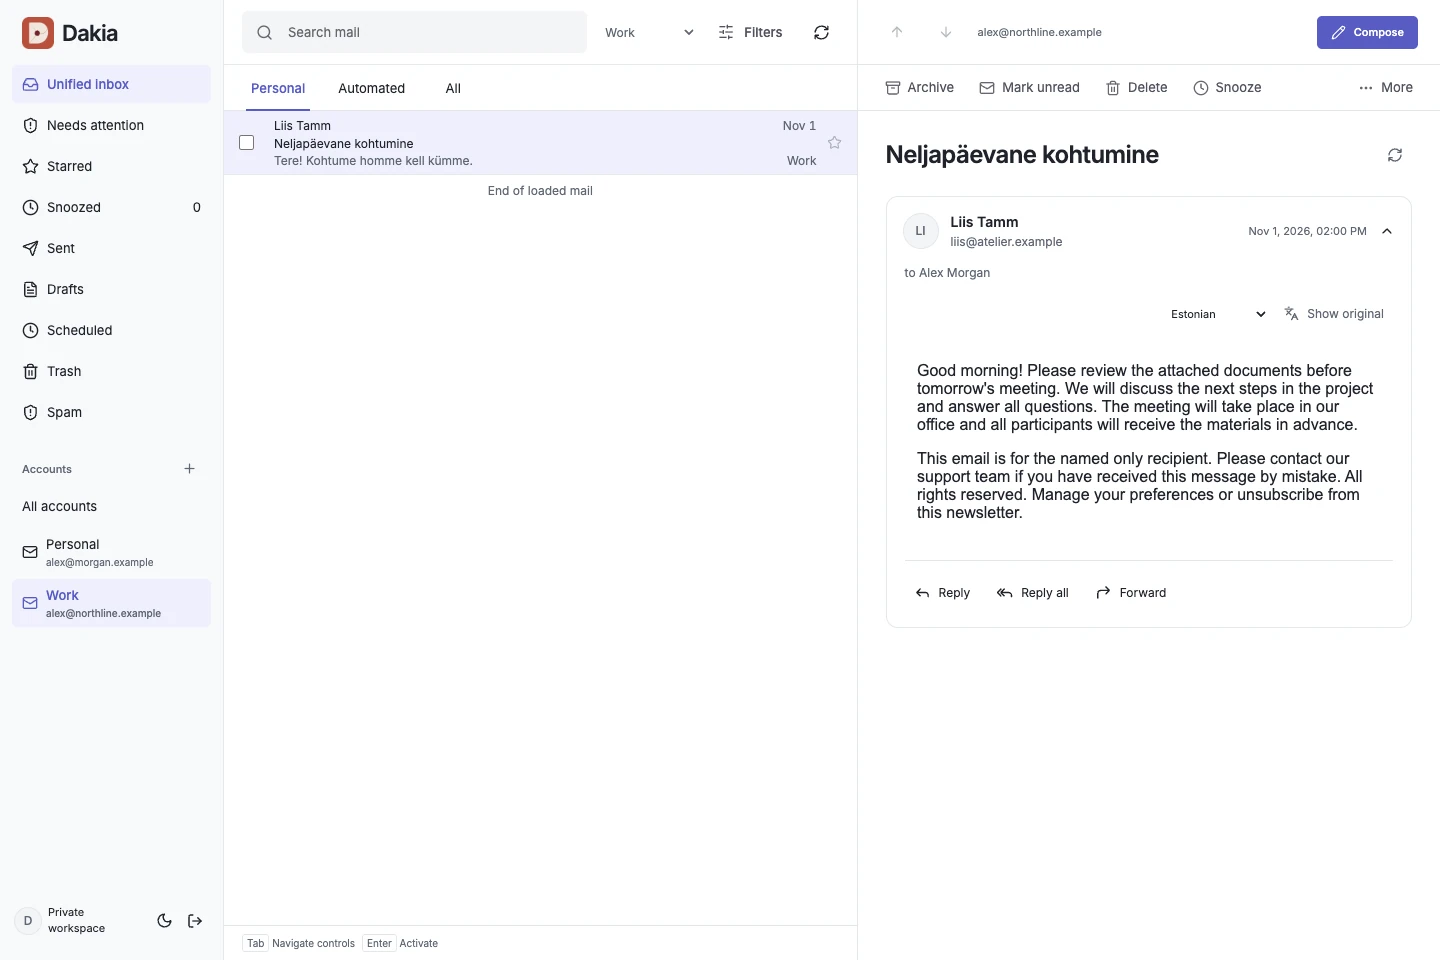 Dakia
Unified inbox
Needs attention
Starred
Snoozed 0
Sent
Drafts
Scheduled
Trash
Spam
Accounts
All accounts
Personal
alex@morgan.example
Work
alex@northline.example
D
Private
workspace
Search mail
Work
Filters
Personal
Automated
All
Liis Tamm
Nov 1
Neljapäevane kohtumine
Tere! Kohtume homme kell kümme.
Work
End of loaded mail
Tab Navigate controls Enter Activate
alex@northline.example
Compose
Archive
Mark unread
Delete
Snooze
More
Neljapäevane kohtumine
LI
Liis Tamm
liis@atelier.example
Nov 1, 2026, 02:00 PM
to Alex Morgan
Estonian
Show original
Good morning! Please review the attached documents before
tomorrow's meeting. We will discuss the next steps in the project
and answer all questions. The meeting will take place in our
office and all participants will receive the materials in advance.
This email is for the named only recipient. Please contact our
support team if you have received this message by mistake. All
rights reserved. Manage your preferences or unsubscribe from
this newsletter.
Reply
Reply all
Forward